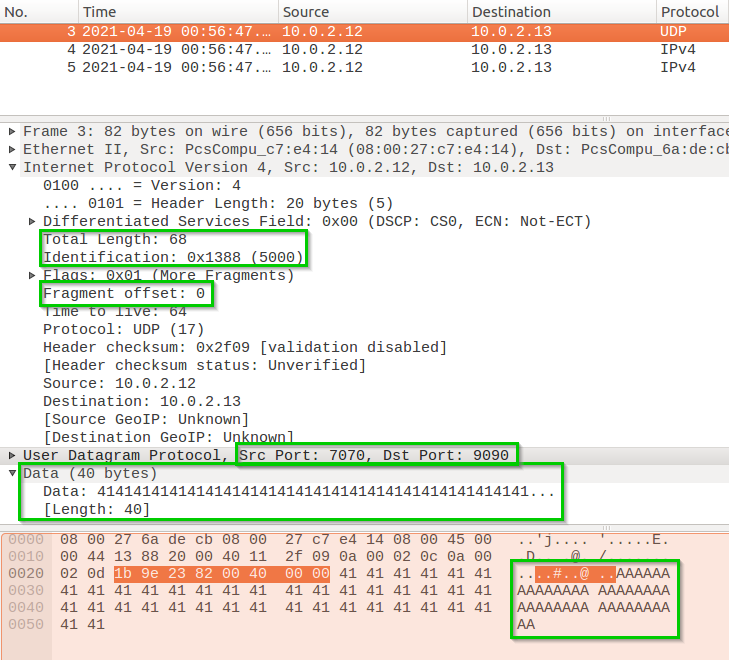 No. Time Source Destination Protocol
3 2021-04-19 00:56:47.… 10.0.2.12 10.0.2.13 UDP
4 2021-04-19 00:56:47.… 10.0.2.12 10.0.2.13 IPv4
5 2021-04-19 00:56:47.… 10.0.2.12 10.0.2.13 IPv4
Frame 3: 82 bytes on wire (656 bits), 82 bytes captured (656 bits) on interface
Ethernet II, Src: PcsCompu_c7:e4:14 (08:00:27:c7:e4:14), Dst: PcsCompu_6a:de:cb
Internet Protocol Version 4, Src: 10.0.2.12, Dst: 10.0.2.13
0100 .... = Version: 4
.... 0101 = Header Length: 20 bytes (5)
Differentiated Services Field: 0x00 (DSCP: CS0, ECN: Not-ECT)
Total Length: 68
Identification: 0x1388 (5000)
Flags: 0x01 (More Fragments)
Fragment offset: 0
Time to live: 64
Protocol: UDP (17)
Header checksum: 0x2f09 [validation disabled]
[Header checksum status: Unverified]
Source: 10.0.2.12
Destination: 10.0.2.13
[Source GeoIP: Unknown]
[Destination GeoIP: Unknown]
User Datagram Protocol, Src Port: 7070, Dst Port: 9090
Data (40 bytes)
Data: 414141414141414141414141414141414141414141414141...
[Length: 40]
0000 08 00 27 6a de cb 08 00 27 c7 e4 14 08 00 45 00 ..'j.... '.....E.
0010 00 44 13 88 20 00 40 11 2f 09 0a 00 02 0c 0a 00 .D.. .@. /.......
0020 02 0d 1b 9e 23 82 00 40 00 00 41 41 41 41 41 41 ....#..@ ..AAAAAA
0030 41 41 41 41 41 41 41 41 41 41 41 41 41 41 41 41 AAAAAAAA AAAAAAAA
0040 41 41 41 41 41 41 41 41 41 41 41 41 41 41 41 41 AAAAAAAA AAAAAAAA
0050 41 41 AA